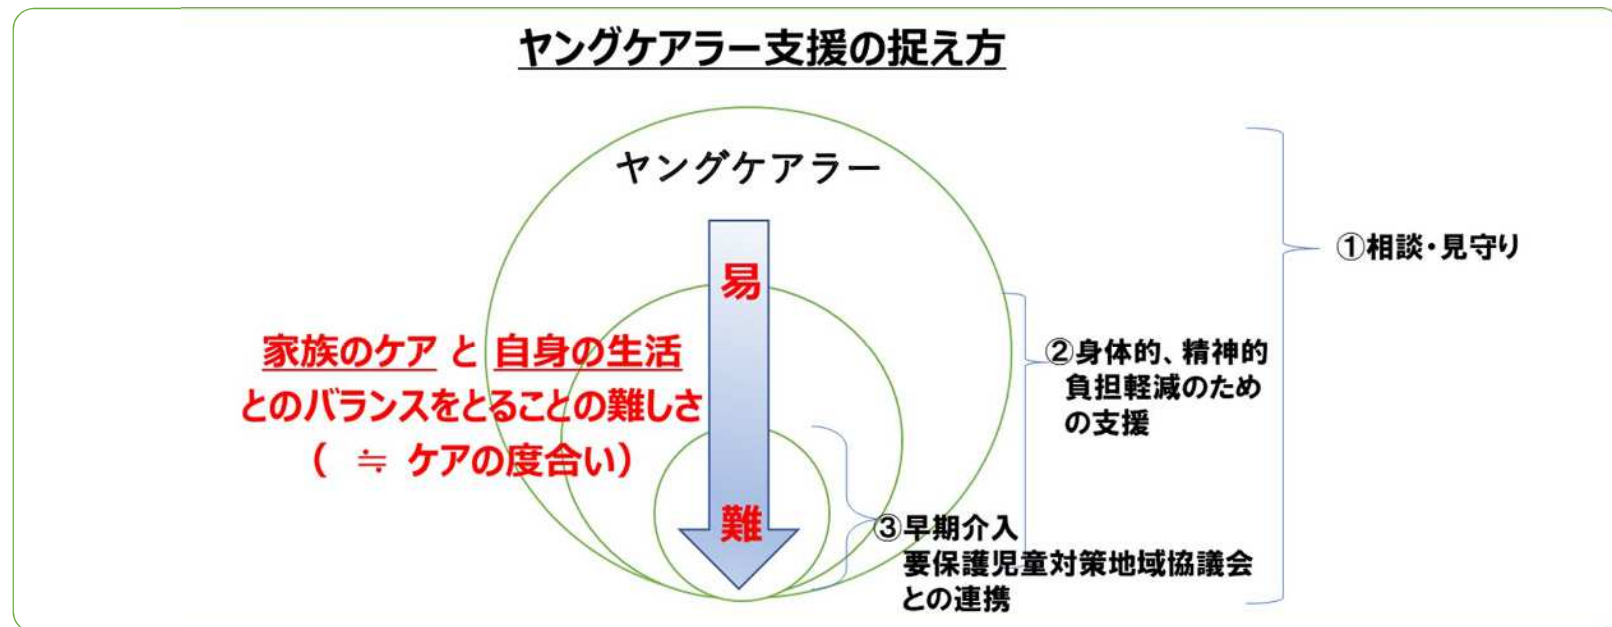 ヤングケアラー支援の捉え方
ヤングケアラー
易
難
家族のケア と 自身の生活
とのバランスをとることの難しさ
( ≒ ケアの度合い)
①相談・見守り
②身体的、精神的
負担軽減のため
の支援
③早期介入
要保護児童対策地域協議会
との連携